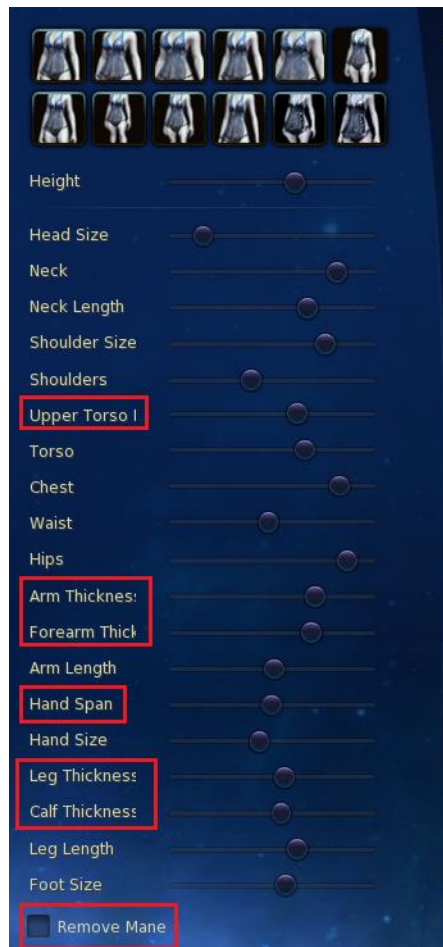 Height
Head Size
Neck
Neck Length
Shoulder Size
Shoulders
Upper Torso
Torso
Chest
Waist
Hips
Arm Thickness
Forearm Thick
Arm Length
Hand Span
Hand Size
Leg Thickness
Calf Thickness
Leg Length
Foot Size
Remove Mane